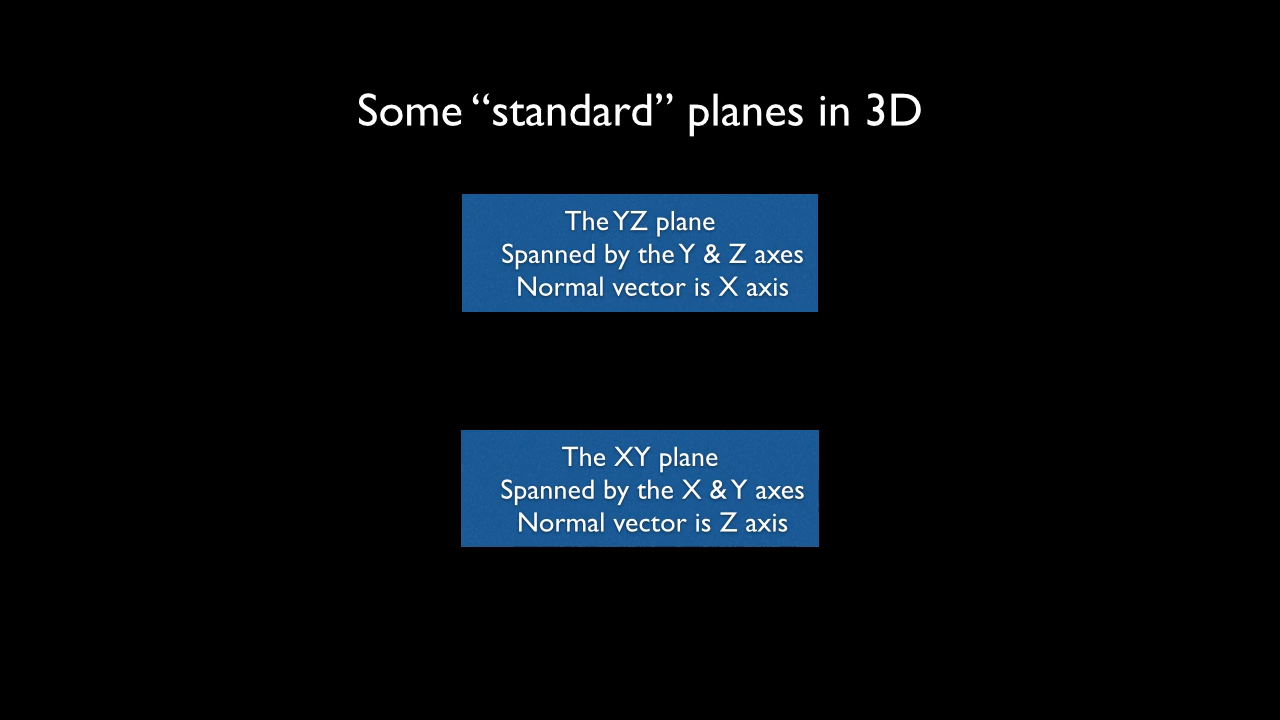 Some “standard” planes in 3D
The YZ plane
Spanned by the Y & Z axes
Normal vector is X axis
The XY plane
Spanned by the X & Y axes
Normal vector is Z axis